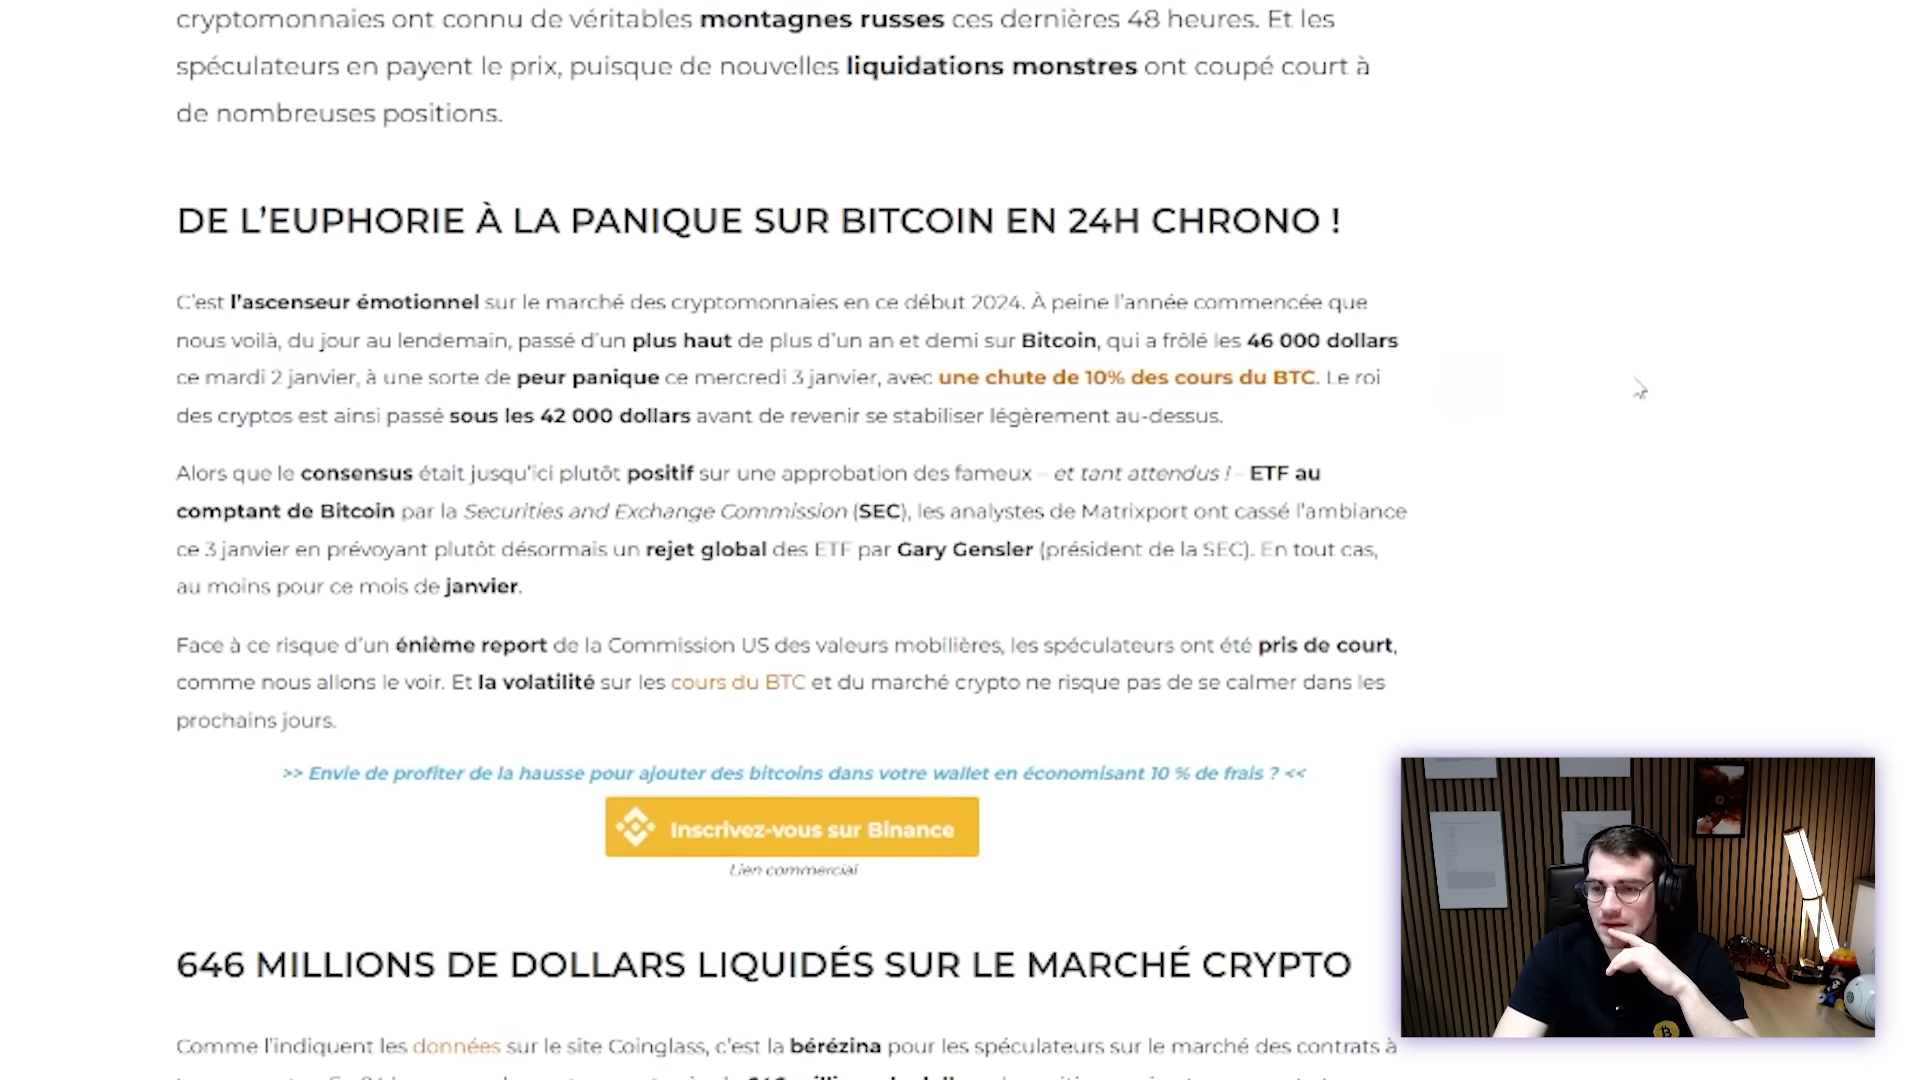 cryptomonnaies ont connu de véritables montagnes russes ces dernières 48 heures. Et les
spéculateurs en payent le prix, puisque de nouvelles liquidations monstres ont coupé court à
de nombreuses positions.
DE L’EUPHORIE À LA PANIQUE SUR BITCOIN EN 24H CHRONO !
C’est l’ascenseur émotionnel sur le marché des cryptomonnaies en ce début 2024. À peine l’année commencée que
nous voilà, du jour au lendemain, passé d’un plus haut de plus d’un an et demi sur Bitcoin, qui a frôlé les 46 000 dollars
ce mardi 2 janvier, à une sorte de peur panique ce mercredi 3 janvier, avec une chute de 10% des cours du BTC. Le roi
des cryptos est ainsi passé sous les 42 000 dollars avant de revenir se stabiliser légèrement au-dessus.
Alors que le consensus était jusqu’ici plutôt positif sur une approbation des fameux – et tant attendus ! – ETF au
comptant de Bitcoin par la Securities and Exchange Commission (SEC), les analystes de Matrixport ont cassé l’ambiance
ce 3 janvier en prévoyant plutôt désormais un rejet global des ETF par Gary Gensler (président de la SEC). En tout cas,
au moins pour ce mois de janvier.
Face à ce risque d’un énième report de la Commission US des valeurs mobilières, les spéculateurs ont été pris de court,
comme nous allons le voir. Et la volatilité sur les cours du BTC et du marché crypto ne risque pas de se calmer dans les
prochains jours.
>> Envie de profiter de la hausse pour ajouter des bitcoins dans votre wallet en économisant 10 % de frais ? <<
Inscrivez-vous sur Binance
Lien commercial
646 MILLIONS DE DOLLARS LIQUIDÉS SUR LE MARCHÉ CRYPTO
Comme l’indiquent les données sur le site Coinglass, c’est la bérézina pour les spéculateurs sur le marché des contrats à